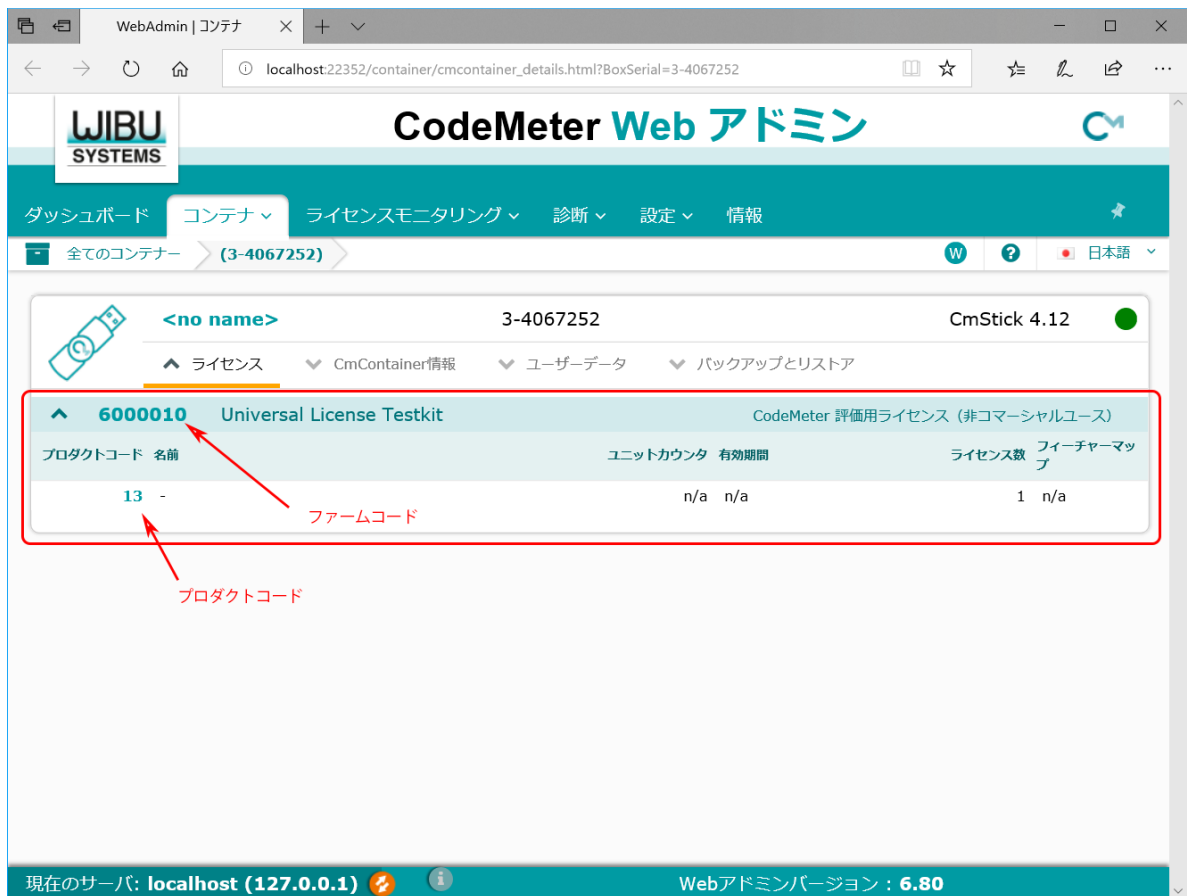 WebAdmin | コンテナ
localhost:22352/container/cmcontainer_details.html?BoxSerial=3-4067252
WIBU
SYSTEMS
CodeMeter Web アドミン
CM
ダッシュボード コンテナ ライセンスモニタリング 診断 設定 情報
全てのコンテナー (3-4067252) W ? 日本語
<no name> 3-4067252 CmStick 4.12
ライセンス CmContainer情報 ユーザーデータ バックアップとリストア
6000010 Universal License Testkit CodeMeter 評価用ライセンス（非コマーシャルユース）
プロダクトコード 名前 ユニットカウンタ 有効期間 ライセンス数 フィーチャーマッ
プ
13 - n/a n/a 1 n/a
ファームコード
プロダクトコード
現在のサーバ: localhost (127.0.0.1) i Webアドミンバージョン：6.80